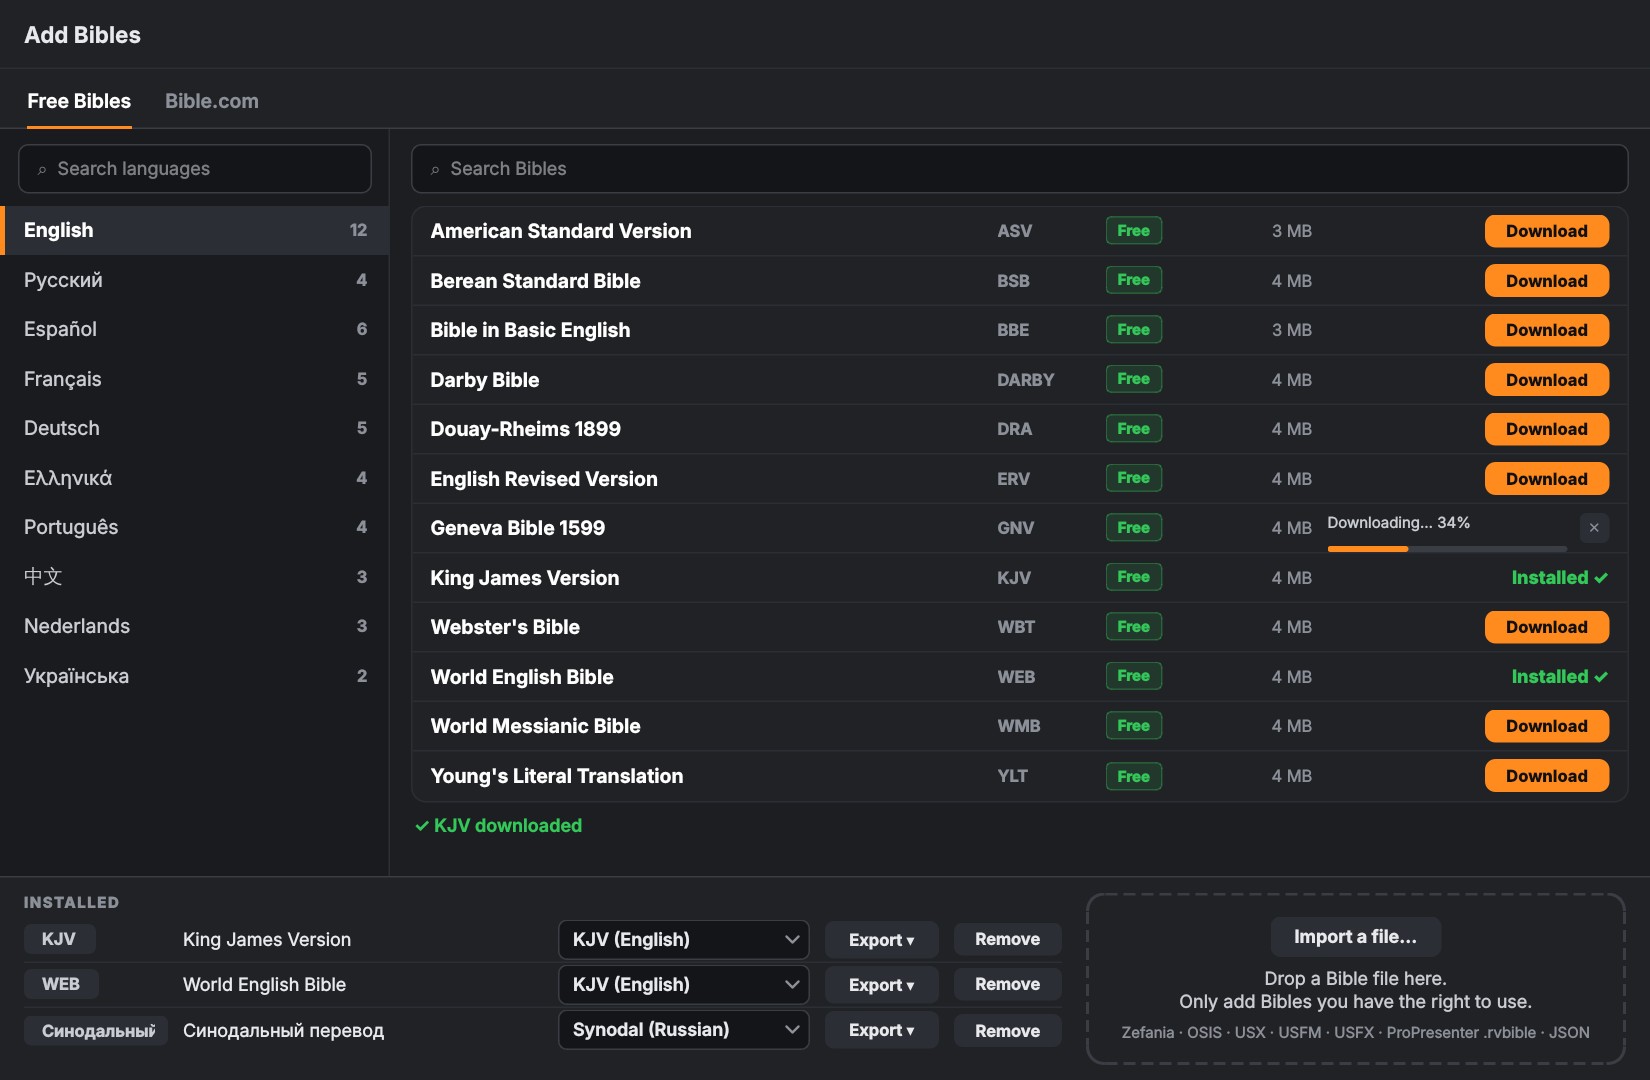 Add Bibles
Free Bibles
Bible.com
Search languages
English 12
Русский 4
Español 6
Français 5
Deutsch 5
Ελληνικά 4
Português 4
中文 3
Nederlands 3
Українська 2
Search Bibles
American Standard Version ASV Free 3 MB Download
Berean Standard Bible BSB Free 4 MB Download
Bible in Basic English BBE Free 3 MB Download
Darby Bible DARBY Free 4 MB Download
Douay-Rheims 1899 DRA Free 4 MB Download
English Revised Version ERV Free 4 MB Download
Geneva Bible 1599 GNV Free 4 MB Downloading... 34% ×
King James Version KJV Free 4 MB Installed ✓
Webster's Bible WBT Free 4 MB Download
World English Bible WEB Free 4 MB Installed ✓
World Messianic Bible WMB Free 4 MB Download
Young's Literal Translation YLT Free 4 MB Download
✓ KJV downloaded
INSTALLED
KJV King James Version KJV (English) Export ▾ Remove
WEB World English Bible KJV (English) Export ▾ Remove
Синодальный Синодальный перевод Synodal (Russian) Export ▾ Remove
Import a file...
Drop a Bible file here.
Only add Bibles you have the right to use.
Zefania · OSIS · USX · USFM · USFX · ProPresenter .rvbible · JSON